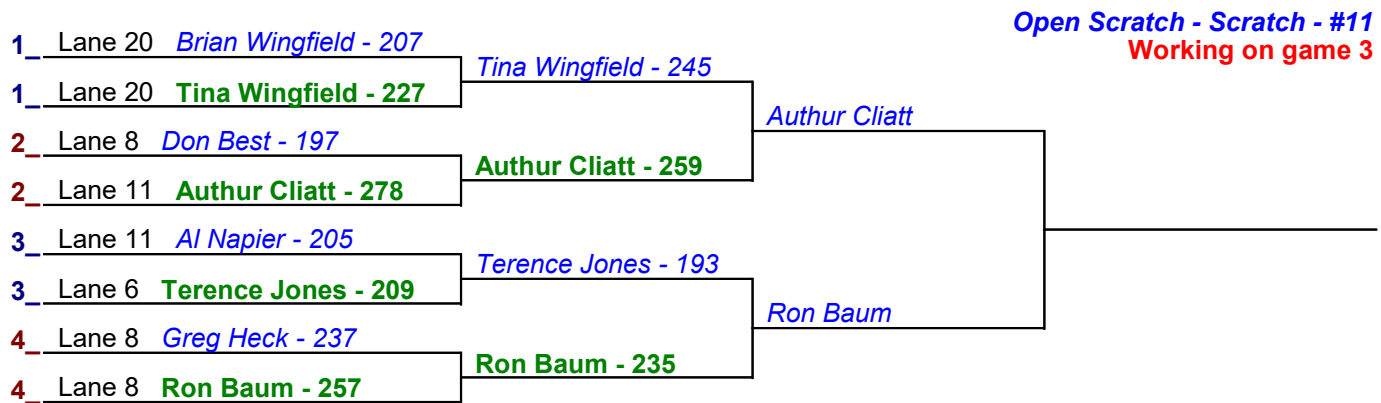 Open Scratch - Scratch - #11
Working on game 3
1_ Lane 20 Brian Wingfield - 207
1_ Lane 20 Tina Wingfield - 227
2_ Lane 8 Don Best - 197
2_ Lane 11 Authur Cliatt - 278
3_ Lane 11 Al Napier - 205
3_ Lane 6 Terence Jones - 209
4_ Lane 8 Greg Heck - 237
4_ Lane 8 Ron Baum - 257
Tina Wingfield - 245
Authur Cliatt - 259
Terence Jones - 193
Ron Baum - 235
Authur Cliatt
Ron Baum